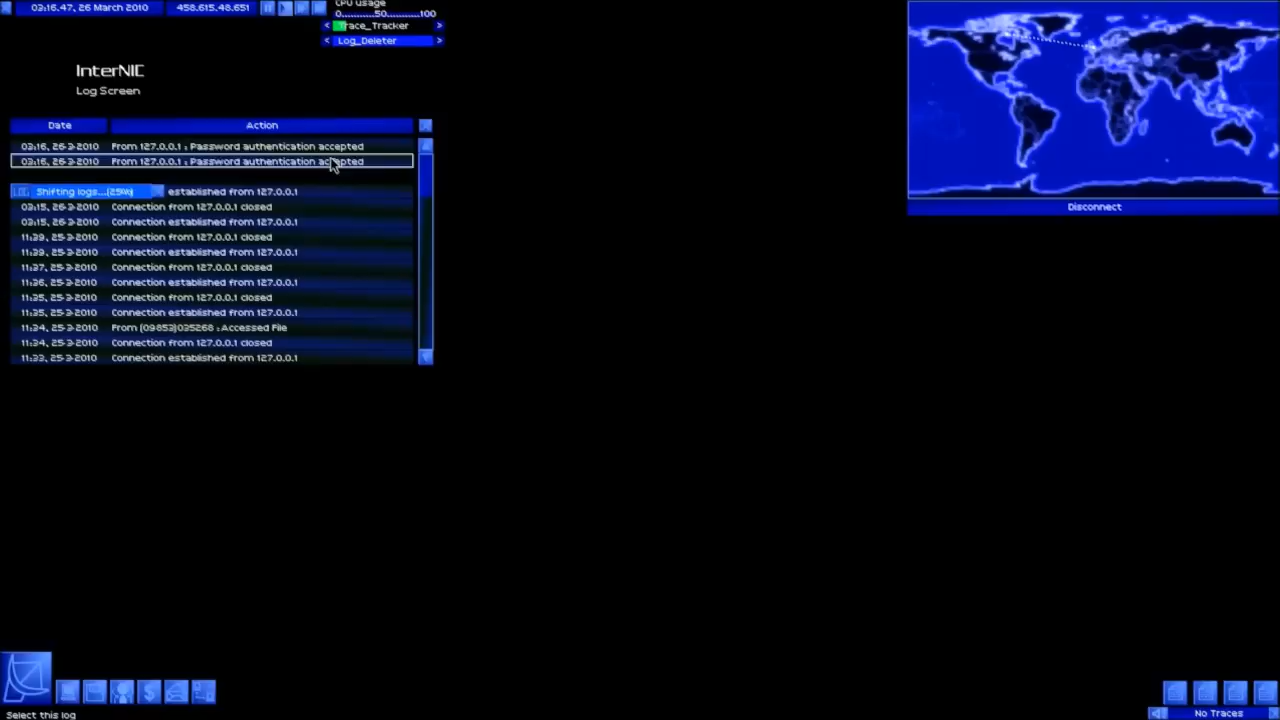 03:16.47, 26 March 2010
458.615.48.651
CPU usage
0.........50.........100
< Trace_Tracker >
< Log_Deleter >
InterNIC
Log Screen
Date Action
03:16, 26-3-2010 From 127.0.0.1 : Password authentication accepted
03:16, 26-3-2010 From 127.0.0.1 : Password authentication accepted
LOG Shifting logs...(25%) established from 127.0.0.1
03:15, 26-3-2010 Connection from 127.0.0.1 closed
03:15, 26-3-2010 Connection established from 127.0.0.1
11:39, 25-3-2010 Connection from 127.0.0.1 closed
11:39, 25-3-2010 Connection established from 127.0.0.1
11:37, 25-3-2010 Connection from 127.0.0.1 closed
11:36, 25-3-2010 Connection established from 127.0.0.1
11:35, 25-3-2010 Connection from 127.0.0.1 closed
11:35, 25-3-2010 Connection established from 127.0.0.1
11:34, 25-3-2010 From (09853)035268 : Accessed File
11:34, 25-3-2010 Connection from 127.0.0.1 closed
11:33, 25-3-2010 Connection established from 127.0.0.1
Disconnect
Select this log
No Traces